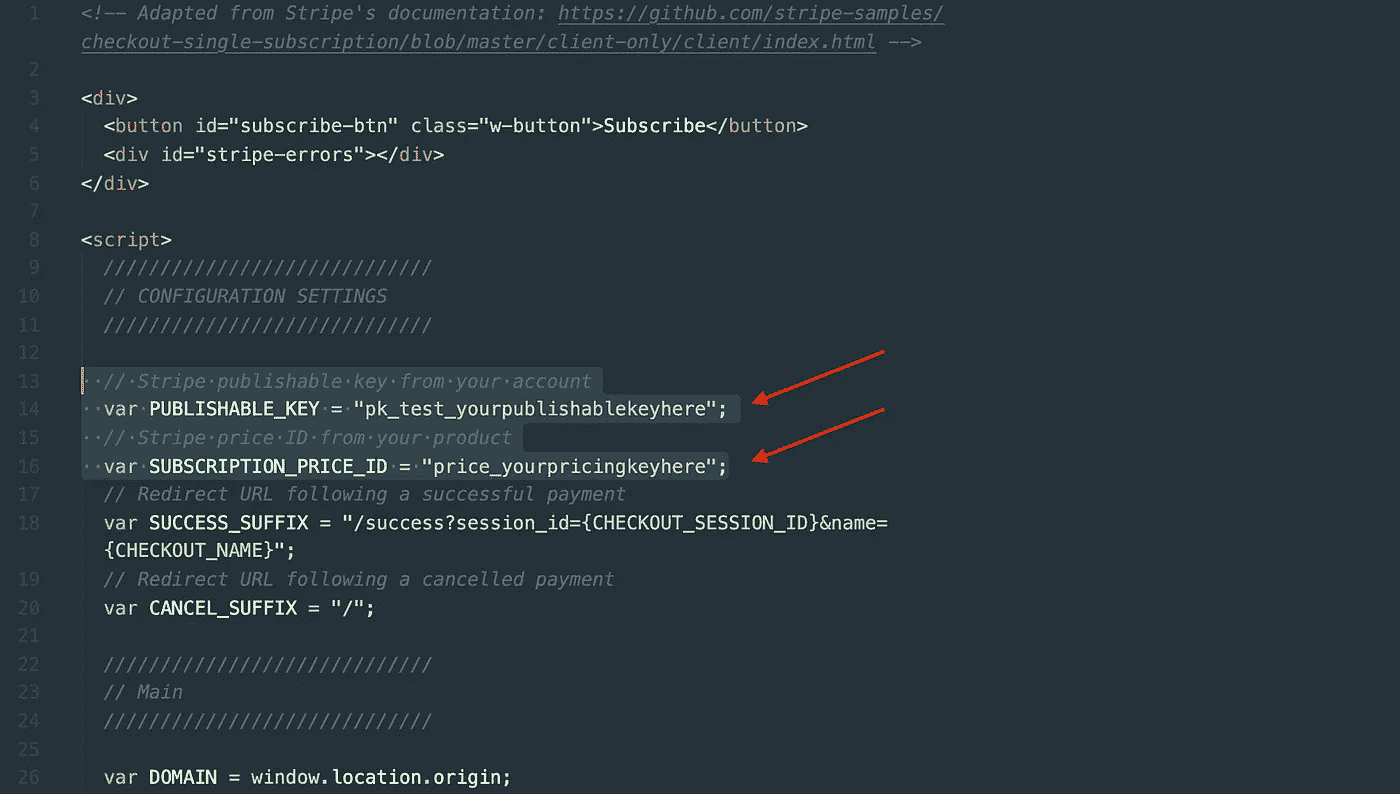 1 <!-- Adapted from Stripe's documentation: https://github.com/stripe-samples/
checkout-single-subscription/blob/master/client-only/client/index.html -->
2
3 <div>
4 <button id="subscribe-btn" class="w-button">Subscribe</button>
5 <div id="stripe-errors"></div>
6 </div>
7
8 <script>
9 /////////////////////////////
10 // CONFIGURATION SETTINGS
11 /////////////////////////////
12
13 // Stripe publishable key from your account
14 var PUBLISHABLE_KEY = "pk_test_yourpublishablekeyhere";
15 // Stripe price ID from your product
16 var SUBSCRIPTION_PRICE_ID = "price_yourpricingkeyhere";
17 // Redirect URL following a successful payment
18 var SUCCESS_SUFFIX = "/success?session_id={CHECKOUT_SESSION_ID}&name=
{CHECKOUT_NAME}";
19 // Redirect URL following a cancelled payment
20 var CANCEL_SUFFIX = "/";
21
22 /////////////////////////////
23 // Main
24 /////////////////////////////
25
26 var DOMAIN = window.location.origin;